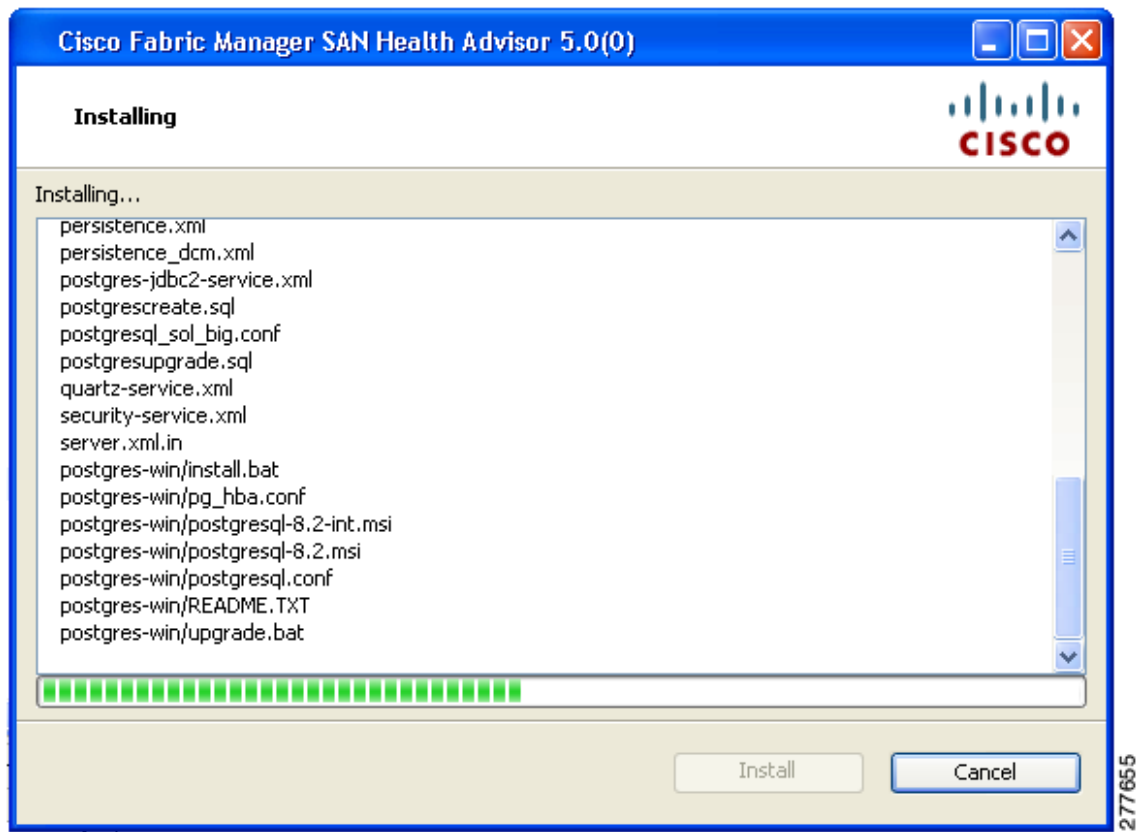 Cisco Fabric Manager SAN Health Advisor 5.0(0)
Installing
CISCO
Installing...
persistence.xml
persistence_dcm.xml
postgres-jdbc2-service.xml
postgrescreate.sql
postgresql_sol_big.conf
postgresupgrade.sql
quartz-service.xml
security-service.xml
server.xml.in
postgres-win/install.bat
postgres-win/pg_hba.conf
postgres-win/postgresql-8.2-int.msi
postgres-win/postgresql-8.2.msi
postgres-win/postgresql.conf
postgres-win/README.TXT
postgres-win/upgrade.bat
Install
Cancel
277655